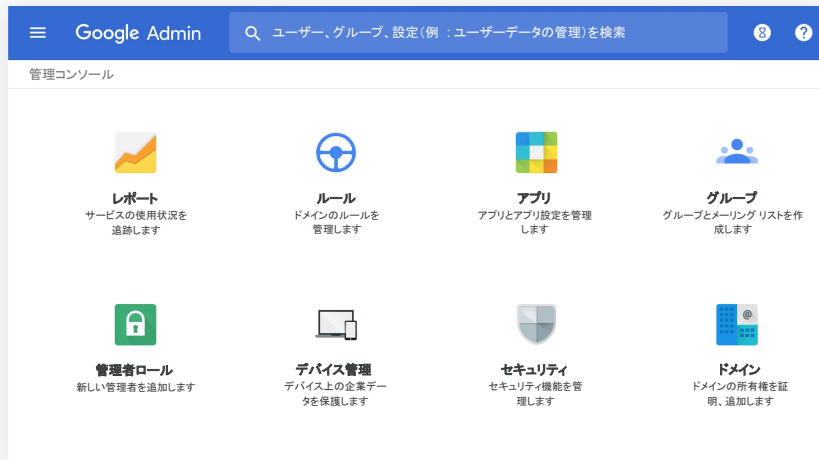 Google Admin
ユーザー、グループ、設定(例 :ユーザーデータの管理)を検索
8
?
管理コンソール
レポート
サービスの使用状況を
追跡します
ルール
ドメインのルールを
管理します
アプリ
アプリとアプリ設定を管理
します
グループ
グループとメーリング リストを作
成します
管理者ロール
新しい管理者を追加します
デバイス管理
デバイス上の企業デー
タを保護します
セキュリティ
セキュリティ機能を管
理します
@
ドメイン
ドメインの所有権を証
明、追加します